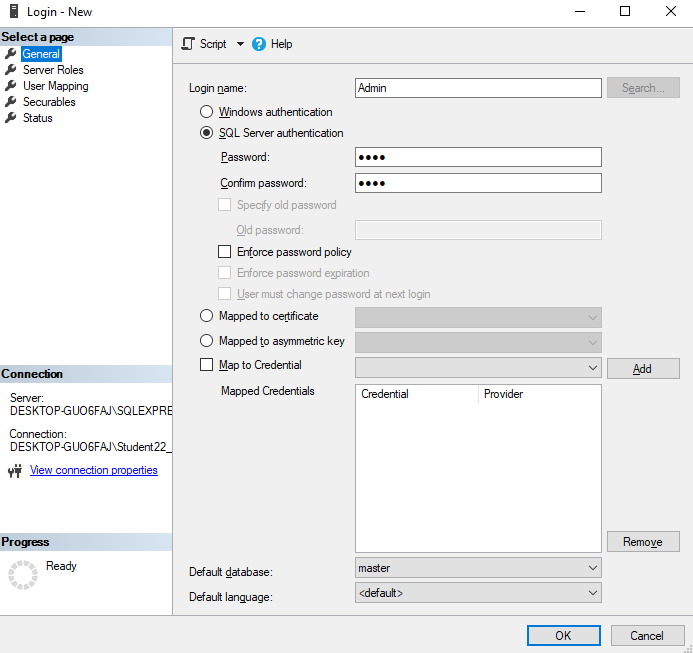 Login - New
Select a page
General
Server Roles
User Mapping
Securables
Status
Script
Help
Login name:
Admin
Search...
Windows authentication
SQL Server authentication
Password:
●●●●
Confirm password:
●●●●
Specify old password
Old password:
Enforce password policy
Enforce password expiration
User must change password at next login
Mapped to certificate
Mapped to asymmetric key
Map to Credential
Add
Mapped Credentials
Credential Provider
Remove
Default database:
master
Default language:
<default>
Connection
Server:
DESKTOP-GUO6FAJ\SQLEXPRE
Connection:
DESKTOP-GUO6FAJ\Student22_
View connection properties
Progress
Ready
OK
Cancel